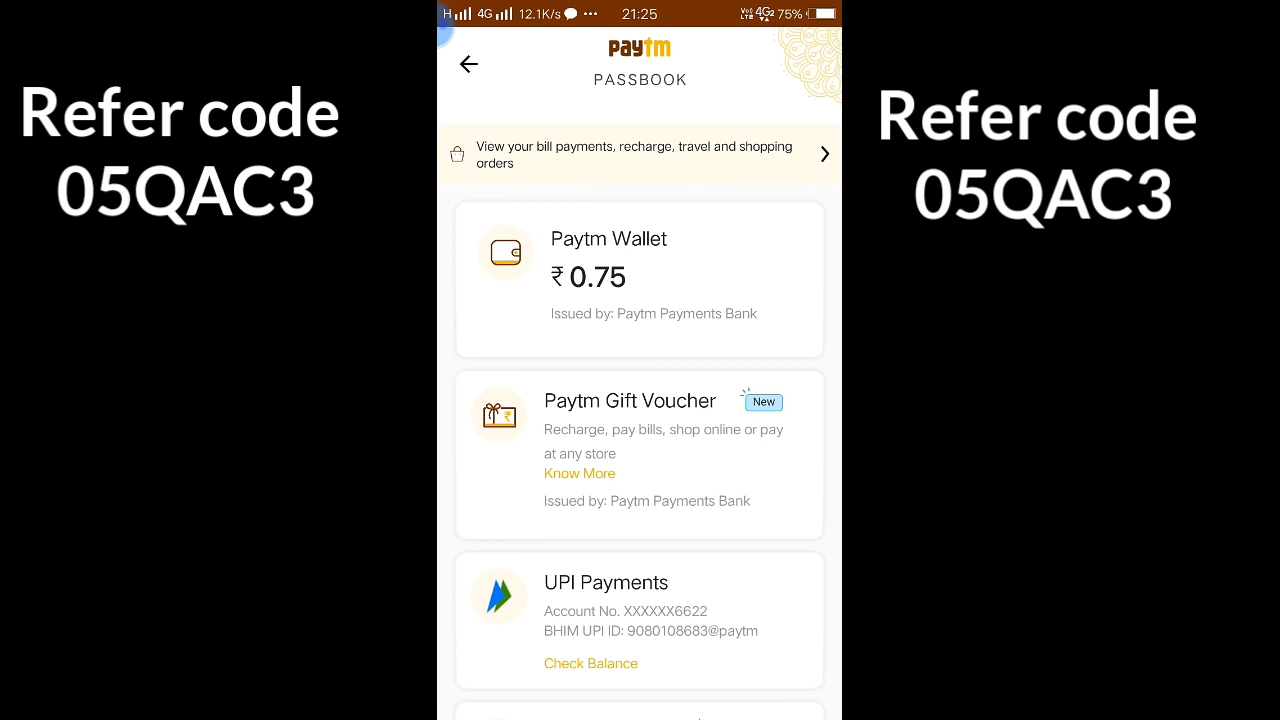 Refer code
05QAC3
H 4G 12.1K/s ... 21:25 VoD LTE 4G2 75%
paytm
PASSBOOK
View your bill payments, recharge, travel and shopping
orders
Paytm Wallet
₹ 0.75
Issued by: Paytm Payments Bank
Paytm Gift Voucher New
Recharge, pay bills, shop online or pay
at any store
Know More
Issued by: Paytm Payments Bank
UPI Payments
Account No. XXXXXX6622
BHIM UPI ID: 9080108683@paytm
Check Balance
Refer code
05QAC3